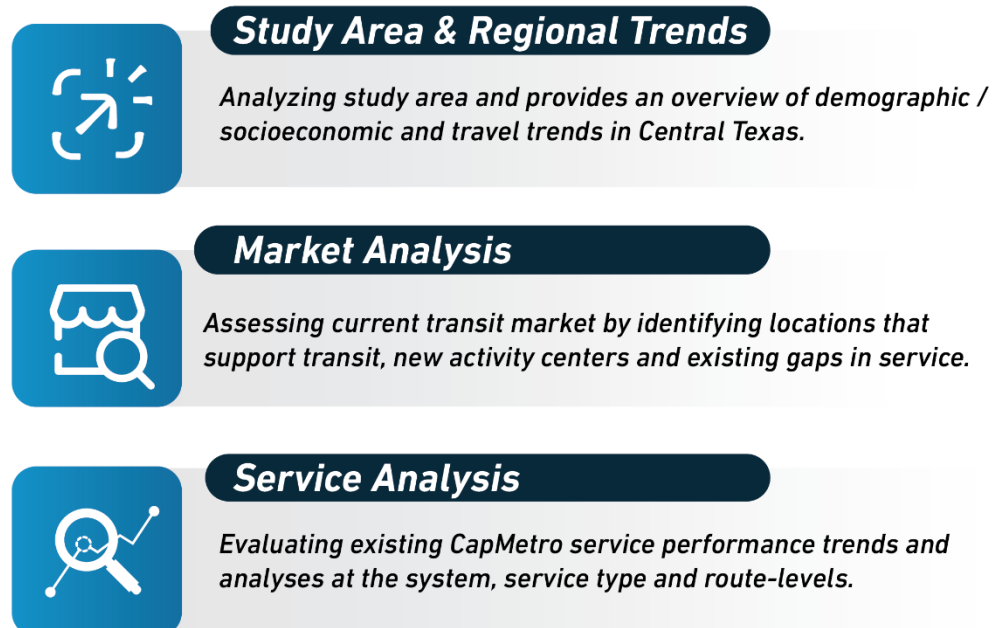 Study Area & Regional Trends
Analyzing study area and provides an overview of demographic /
socioeconomic and travel trends in Central Texas.
Market Analysis
Assessing current transit market by identifying locations that
support transit, new activity centers and existing gaps in service.
Service Analysis
Evaluating existing CapMetro service performance trends and
analyses at the system, service type and route-levels.